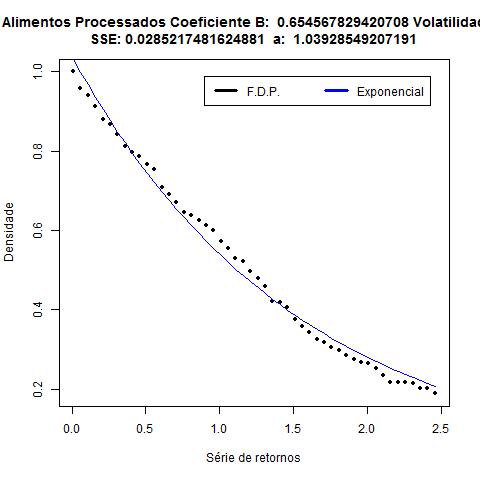 Alimentos Processados Coeficiente B: 0.654567829420708
SSE: 0.0285217481624881 a: 1.03928549207191
F.D.P.
Exponencial
Densidade
1.0
0.8
0.6
0.4
0.2
0.0
0.5
1.0
1.5
2.0
2.5
Série de retornos